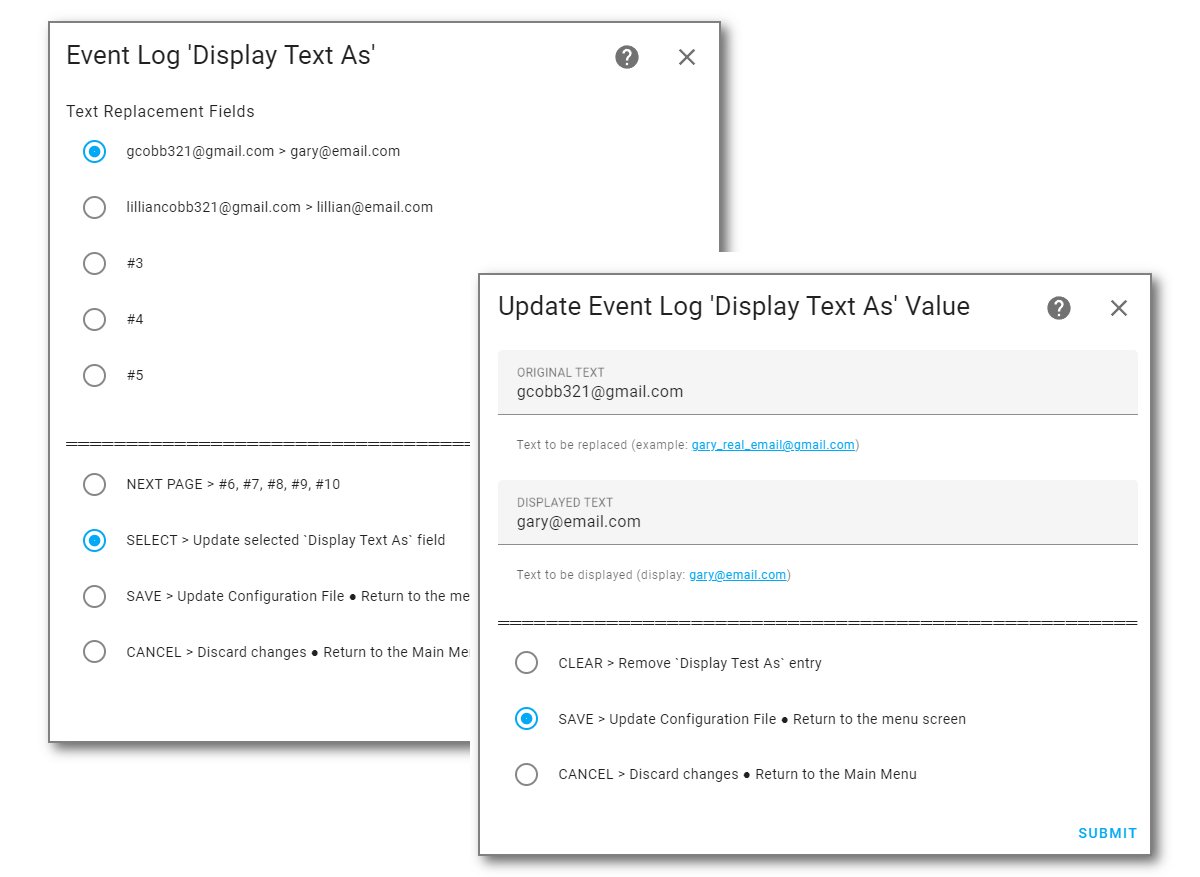 Event Log 'Display Text As'
Text Replacement Fields
gcobb321@gmail.com > gary@email.com
lilliancobb321@gmail.com > lillian@email.com
#3
#4
#5
================================
NEXT PAGE > #6, #7, #8, #9, #10
SELECT > Update selected `Display Text As` field
SAVE > Update Configuration File ● Return to the me
CANCEL > Discard changes ● Return to the Main Me
Update Event Log 'Display Text As' Value
ORIGINAL TEXT
gcobb321@gmail.com
Text to be replaced (example: gary_real_email@gmail.com)
DISPLAYED TEXT
gary@email.com
Text to be displayed (display: gary@email.com)
====================================================
CLEAR > Remove `Display Test As` entry
SAVE > Update Configuration File ● Return to the menu screen
CANCEL > Discard changes ● Return to the Main Menu
SUBMIT